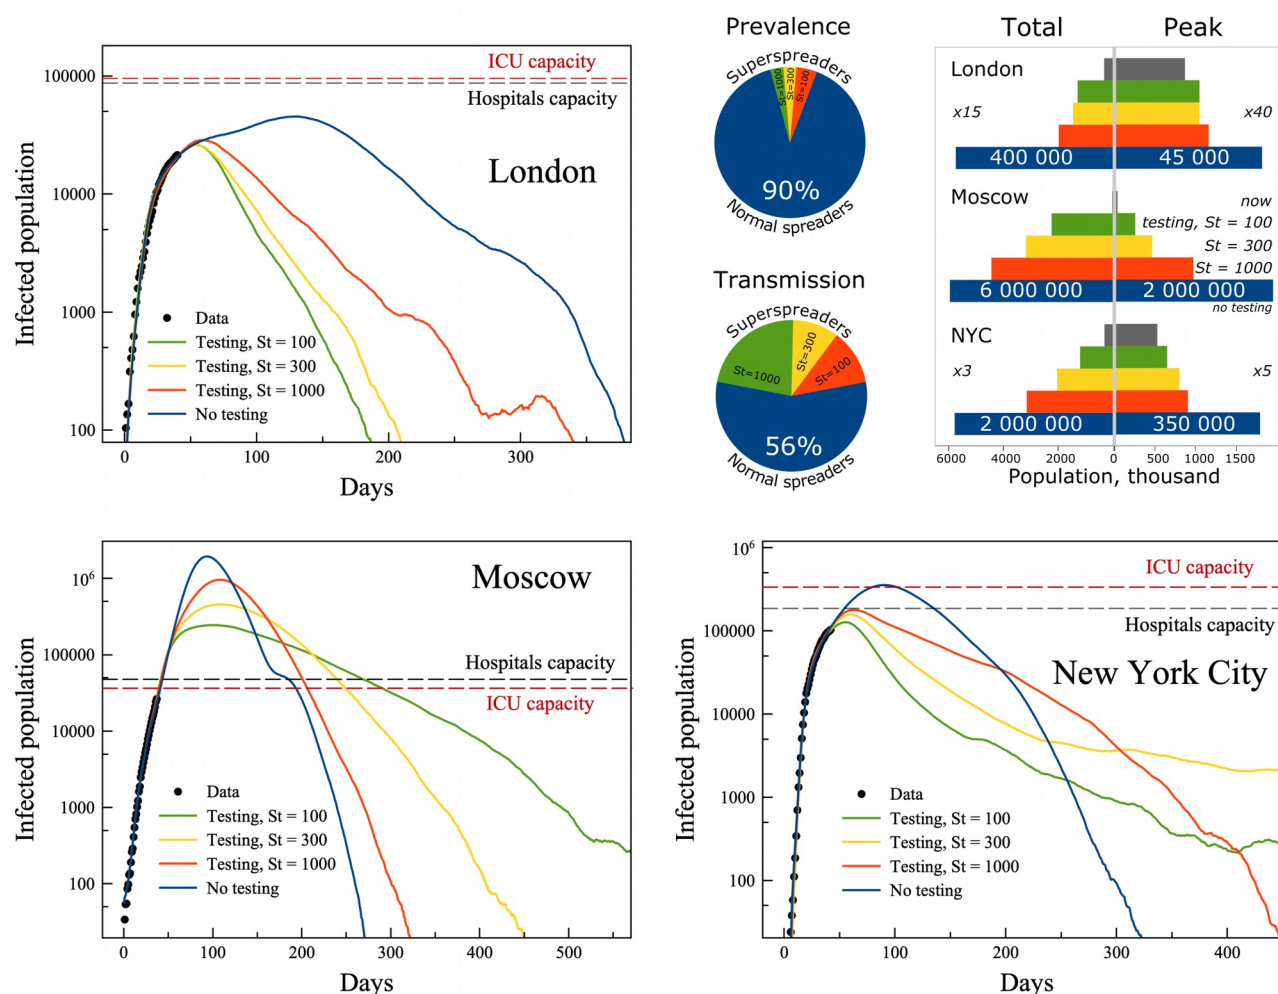 100000
10000
1000
100
0
100
200
300
Infected population
Days
ICU capacity
Hospitals capacity
London
Data
Testing, St = 100
Testing, St = 300
Testing, St = 1000
No testing
Prevalence
Superspreaders
St=1000
St=300
St=100
90%
Normal spreaders
Transmission
Superspreaders
St=1000
St=300
St=100
56%
Normal spreaders
Total
Peak
London
x15
x40
400 000
45 000
Moscow
now
testing, St = 100
St = 300
St = 1000
6 000 000
2 000 000
no testing
NYC
x3
x5
2 000 000
350 000
6000
4000
2000
0
500
1000
1500
Population, thousand
10⁶
100000
10000
1000
100
0
100
200
300
400
500
Infected population
Days
Moscow
Hospitals capacity
ICU capacity
Data
Testing, St = 100
Testing, St = 300
Testing, St = 1000
No testing
10⁶
100000
10000
1000
100
0
100
200
300
400
Infected population
Days
ICU capacity
Hospitals capacity
New York City
Data
Testing, St = 100
Testing, St = 300
Testing, St = 1000
No testing